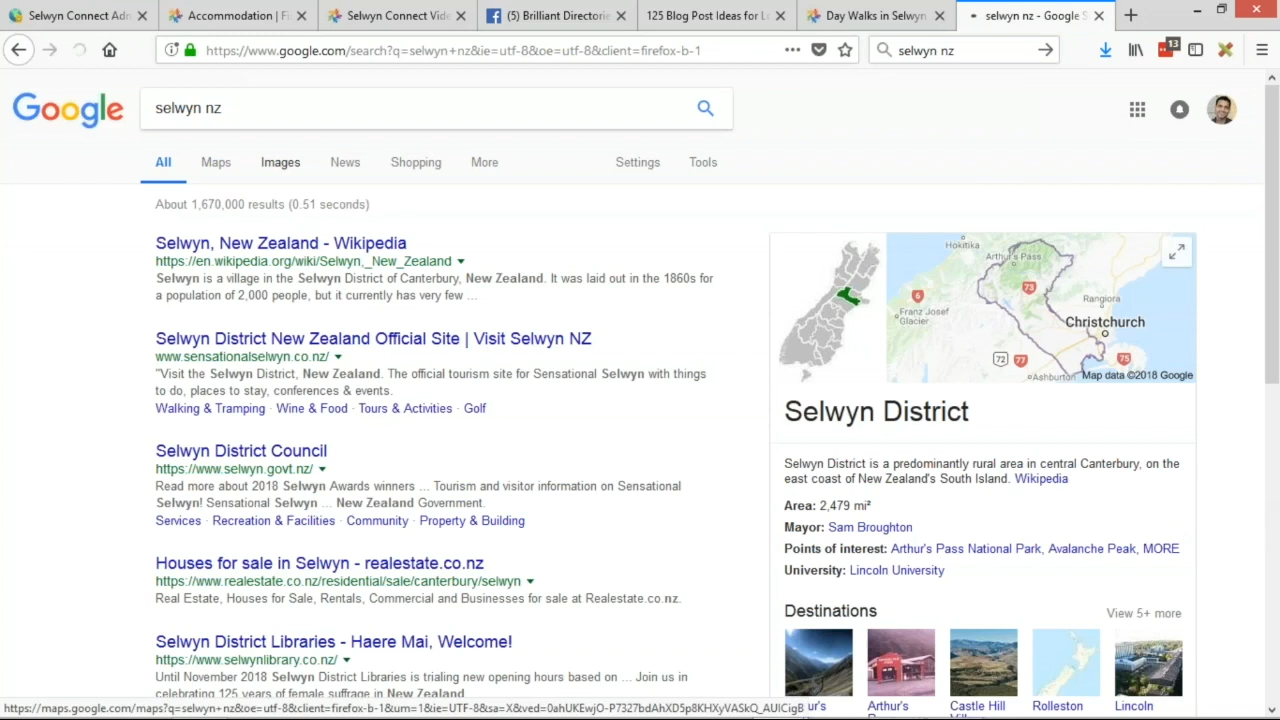 Selwyn Connect Adn
Accommodation | Fi
Selwyn Connect Vide
(5) Brilliant Directorie
125 Blog Post Ideas for L
Day Walks in Selwyn
selwyn nz - Google S
https://www.google.com/search?q=selwyn+nz&ie=utf-8&oe=utf-8&client=firefox-b-1
selwyn nz
13
Google
selwyn nz
All Maps Images News Shopping More Settings Tools
About 1,670,000 results (0.51 seconds)
Selwyn, New Zealand - Wikipedia
https://en.wikipedia.org/wiki/Selwyn,_New_Zealand
Selwyn is a village in the Selwyn District of Canterbury, New Zealand. It was laid out in the 1860s for
a population of 2,000 people, but it currently has very few ...
Selwyn District New Zealand Official Site | Visit Selwyn NZ
www.sensationalselwyn.co.nz/
"Visit the Selwyn District, New Zealand. The official tourism site for Sensational Selwyn with things
to do, places to stay, conferences & events.
Walking & Tramping · Wine & Food · Tours & Activities · Golf
Selwyn District Council
https://www.selwyn.govt.nz/
Read more about 2018 Selwyn Awards winners ... Tourism and visitor information on Sensational
Selwyn! Sensational Selwyn ... New Zealand Government.
Services · Recreation & Facilities · Community · Property & Building
Houses for sale in Selwyn - realestate.co.nz
https://www.realestate.co.nz/residential/sale/canterbury/selwyn
Real Estate, Houses for Sale, Rentals, Commercial and Businesses for sale at Realestate.co.nz.
Selwyn District Libraries - Haere Mai, Welcome!
https://www.selwynlibrary.co.nz/
Until November 2018 Selwyn District Libraries is trialing new opening hours based on ... Join us in
celebrating 125 years of female suffrage in New Zealand
Hokitika
Arthur's Pass
73
6
Rangiora
Franz Josef
Glacier
Christchurch
72
77
75
Ashburton
Map data ©2018 Google
Selwyn District
Selwyn District is a predominantly rural area in central Canterbury, on the
east coast of New Zealand's South Island. Wikipedia
Area: 2,479 mi²
Mayor: Sam Broughton
Points of interest: Arthur's Pass National Park, Avalanche Peak, MORE
University: Lincoln University
Destinations
View 5+ more
ur's
Arthur's
Castle Hill
Rolleston
Lincoln